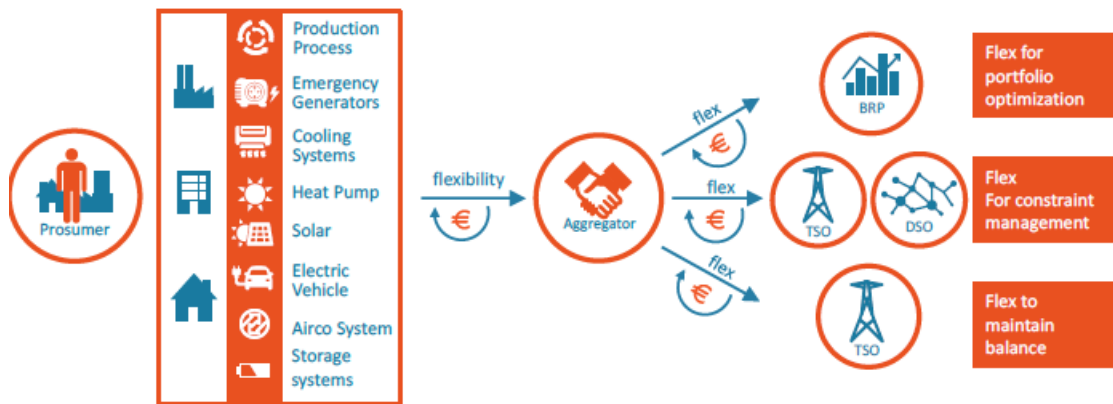 Prosumer
Production
Process
Emergency
Generators
Cooling
Systems
Heat Pump
Solar
Electric
Vehicle
Airco System
Storage
systems
flexibility
€
Aggregator
flex
€
flex
€
flex
€
BRP
TSO
DSO
TSO
Flex for
portfolio
optimization
Flex
For constraint
management
Flex to
maintain
balance